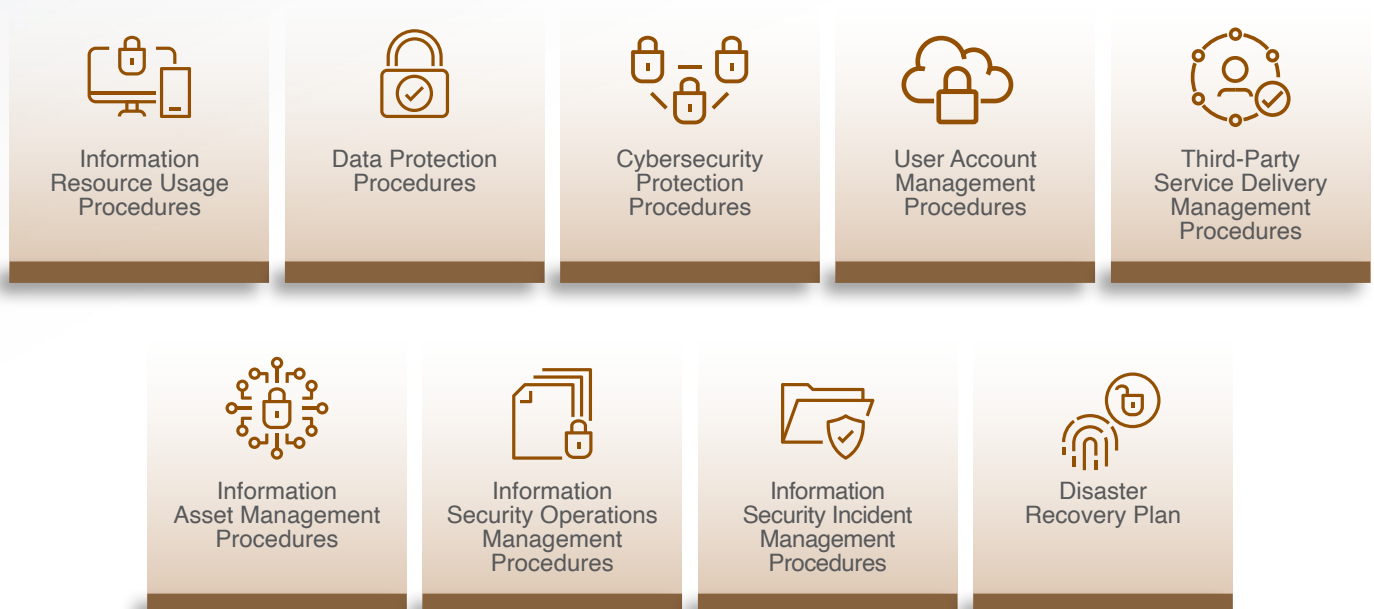 Information
Resource Usage
Procedures
Data Protection
Procedures
Cybersecurity
Protection
Procedures
User Account
Management
Procedures
Third-Party
Service Delivery
Management
Procedures
Information
Asset Management
Procedures
Information
Security Operations
Management
Procedures
Information
Security Incident
Management
Procedures
Disaster
Recovery Plan